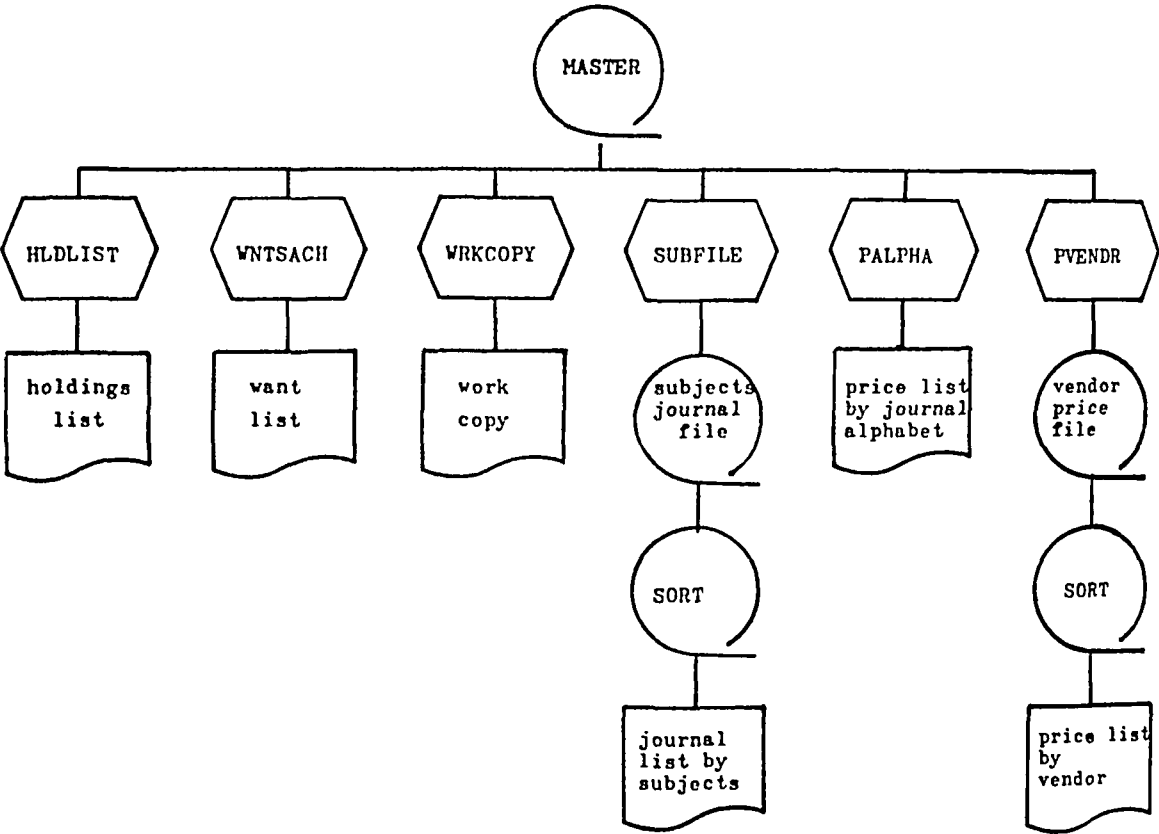 MASTER
HLDLIST
WNTSACH
WRKCOPY
SUBFILE
PALPHA
PVENDR
holdings
list
want
list
work
copy
subjects
journal
file
price list
by journal
alphabet
vendor
price
file
SORT
SORT
journal
list by
subjects
price list
by
vendor